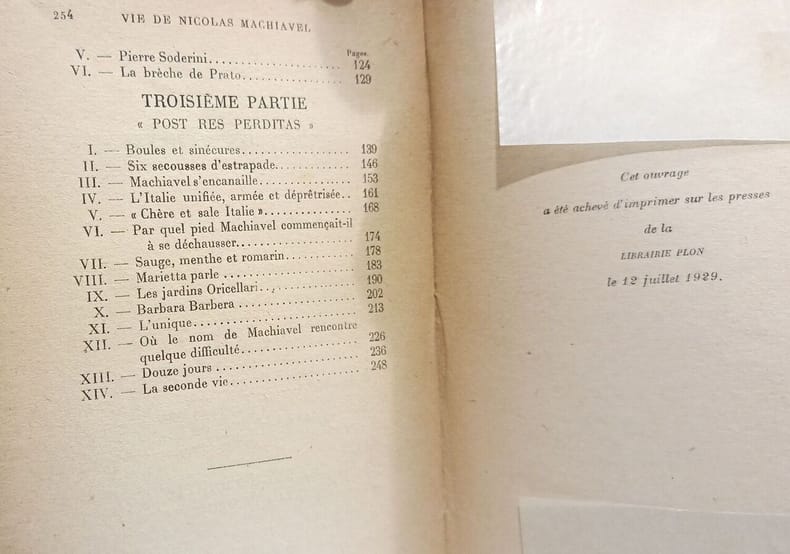 254 VIE DE NICOLAS MACHIAVEL
Pages.
V. — Pierre Soderini.................... 124
VI. — La brèche de Prato.................. 129
TROISIÈME PARTIE
« POST RES PERDITAS »
I. — Boules et sinécures.................. 139
II. — Six secousses d'estrapade............ 146
III. — Machiavel s'encanaille............... 153
IV. — L'Italie unifiée, armée et déprêtrisée.. 161
V. — « Chère et sale Italie »............... 168
VI. — Par quel pied Machiavel commençait-il
à se déchausser.................. 174
VII. — Sauge, menthe et romarin............ 178
VIII. — Marietta parle .................... 183
IX. — Les jardins Oricellari............... 190
X. — Barbara Barbera .................. 202
XI. — L'unique........................ 213
XII. — Où le nom de Machiavel rencontre
quelque difficulté.................. 226
XIII. — Douze jours ..................... 236
XIV. — La seconde vie.................... 248
Cet ouvrage
a été achevé d'imprimer sur les presses
de la
LIBRAIRIE PLON
le 12 juillet 1929.